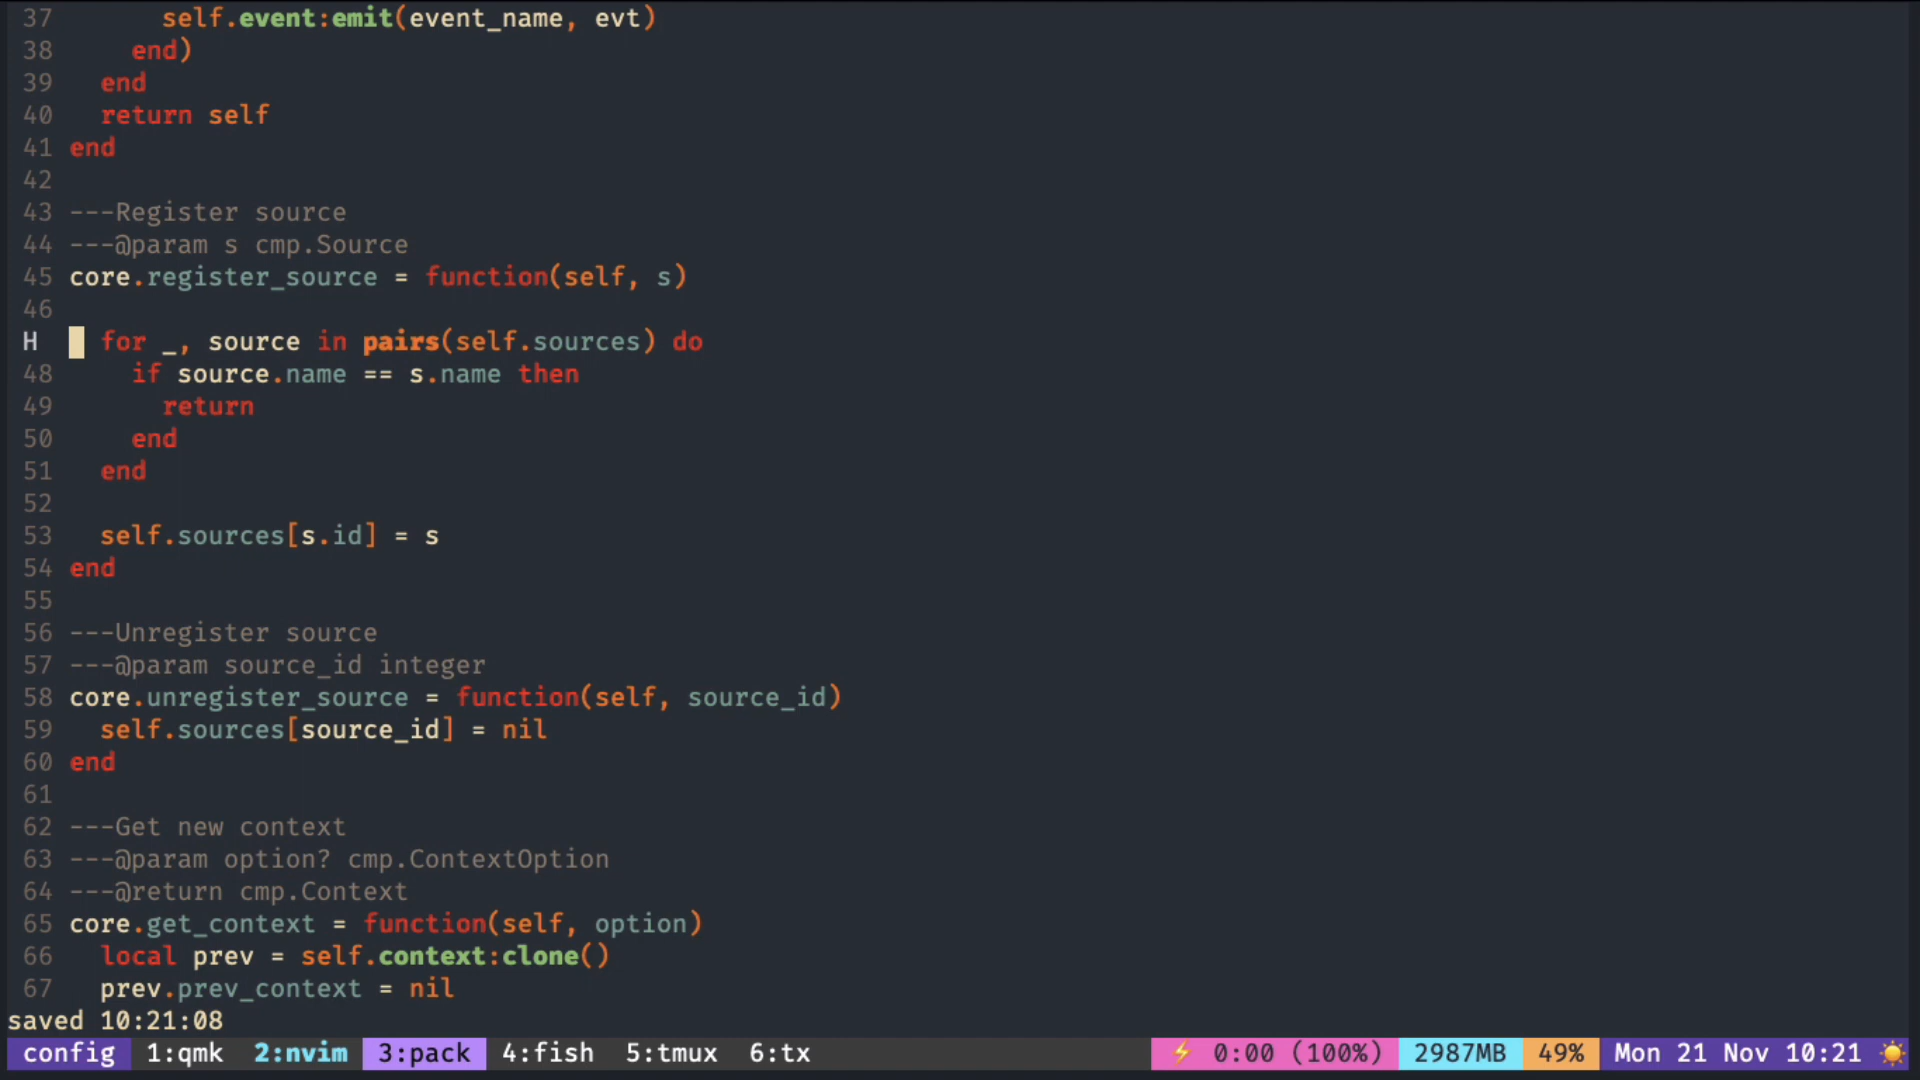 37       self.event:emit(event_name, evt)
38     end)
39   end
40   return self
41 end
42
43 ---Register source
44 ---@param s cmp.Source
45 core.register_source = function(self, s)
46
H   for _, source in pairs(self.sources) do
48     if source.name == s.name then
49       return
50     end
51   end
52
53   self.sources[s.id] = s
54 end
55
56 ---Unregister source
57 ---@param source_id integer
58 core.unregister_source = function(self, source_id)
59   self.sources[source_id] = nil
60 end
61
62 ---Get new context
63 ---@param option? cmp.ContextOption
64 ---@return cmp.Context
65 core.get_context = function(self, option)
66   local prev = self.context:clone()
67   prev.prev_context = nil
saved 10:21:08
config 1:qmk 2:nvim 3:pack 4:fish 5:tmux 6:tx ⚡ 0:00 (100%) 2987MB 49% Mon 21 Nov 10:21 ☀️